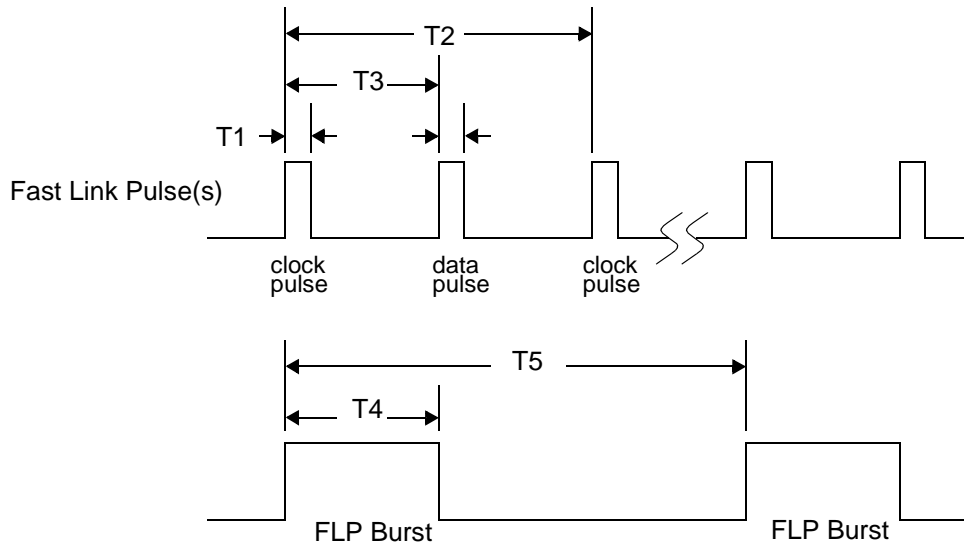 T2
T3
T1
Fast Link Pulse(s)
clock
pulse
data
pulse
clock
pulse
T5
T4
FLP Burst
FLP Burst